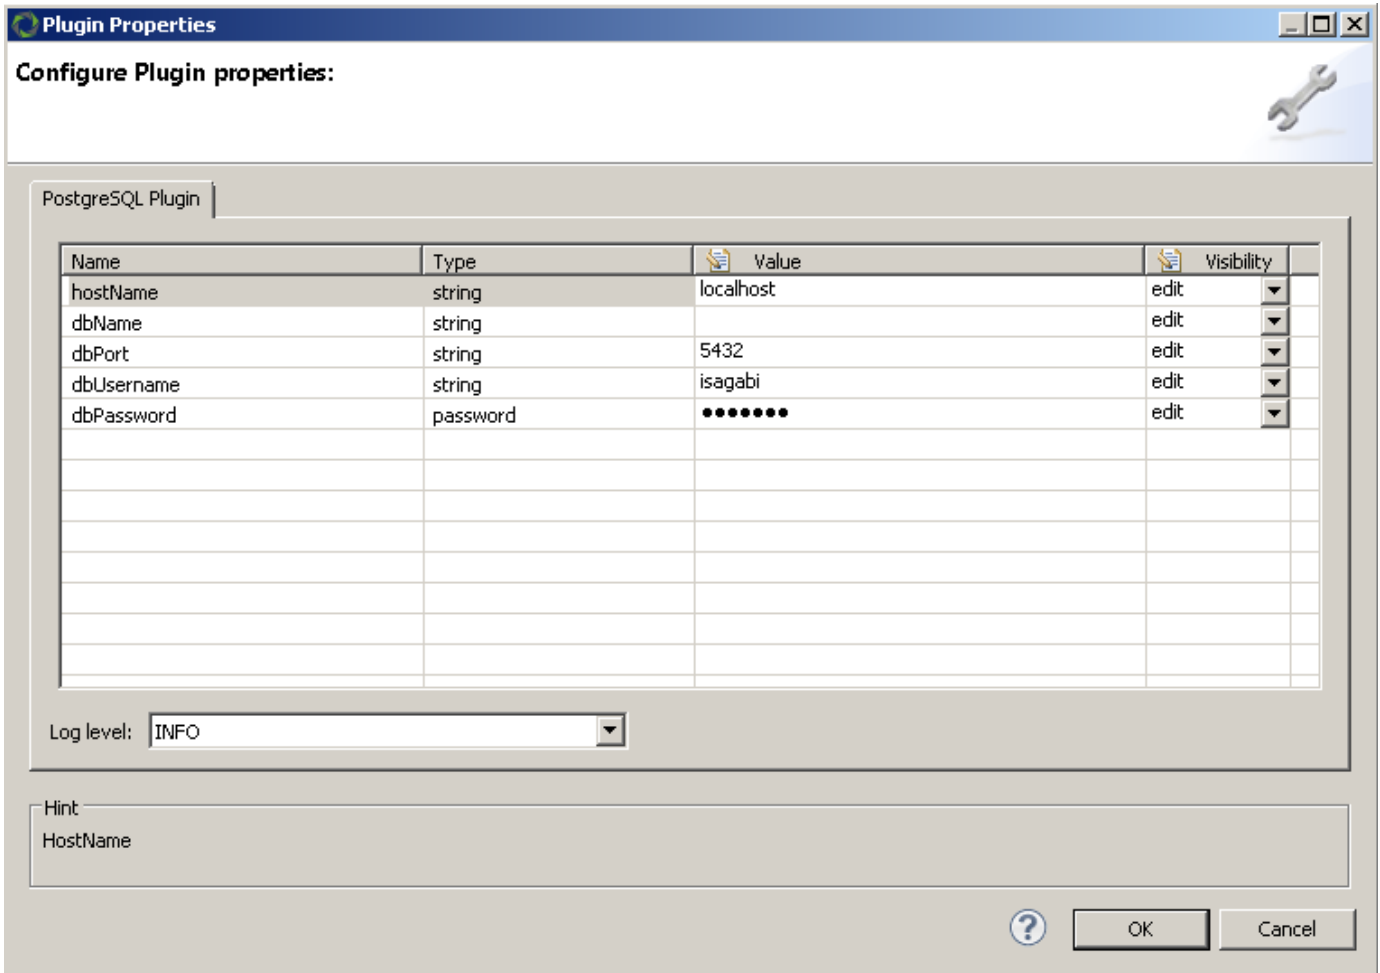 Plugin Properties
Configure Plugin properties:
PostgreSQL Plugin
Name Type Value Visibility
hostName string localhost edit
dbName string edit
dbPort string 5432 edit
dbUsername string isagabi edit
dbPassword password ●●●●●●● edit
Log level: INFO
Hint
HostName
? OK Cancel